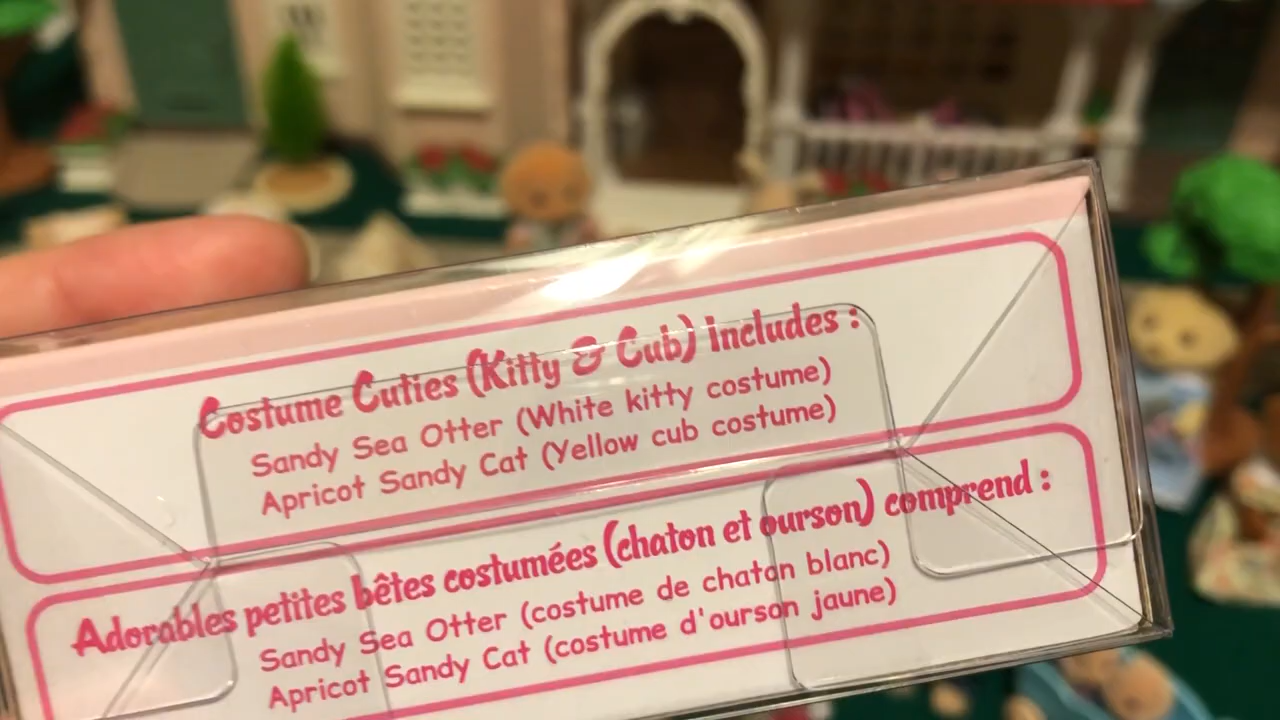 Costume Cuties (Kitty & Cub) includes :
Sandy Sea Otter (White kitty costume)
Apricot Sandy Cat (Yellow cub costume)
Adorables petites bêtes costumées (chaton et ourson) comprend :
Sandy Sea Otter (costume de chaton blanc)
Apricot Sandy Cat (costume d'ourson jaune)